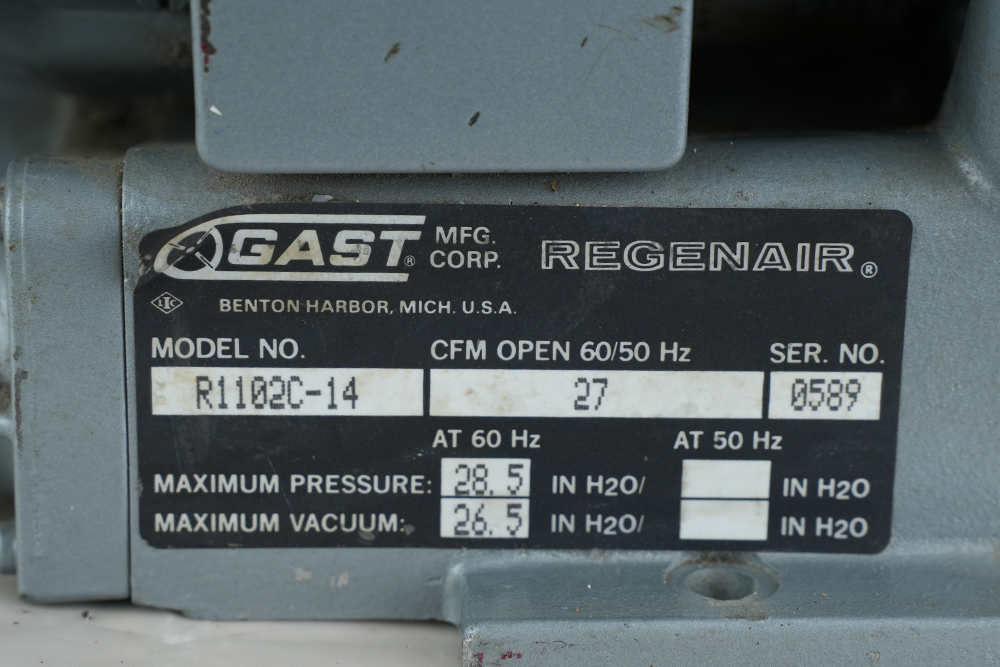 GAST® MFG. CORP. REGENAIR®
LIC BENTON HARBOR, MICH. U.S.A.
MODEL NO. CFM OPEN 60/50 Hz SER. NO.
R1102C-14 27 0589
AT 60 Hz AT 50 Hz
MAXIMUM PRESSURE: 28.5 IN H2O/ IN H2O
MAXIMUM VACUUM: 26.5 IN H2O/ IN H2O